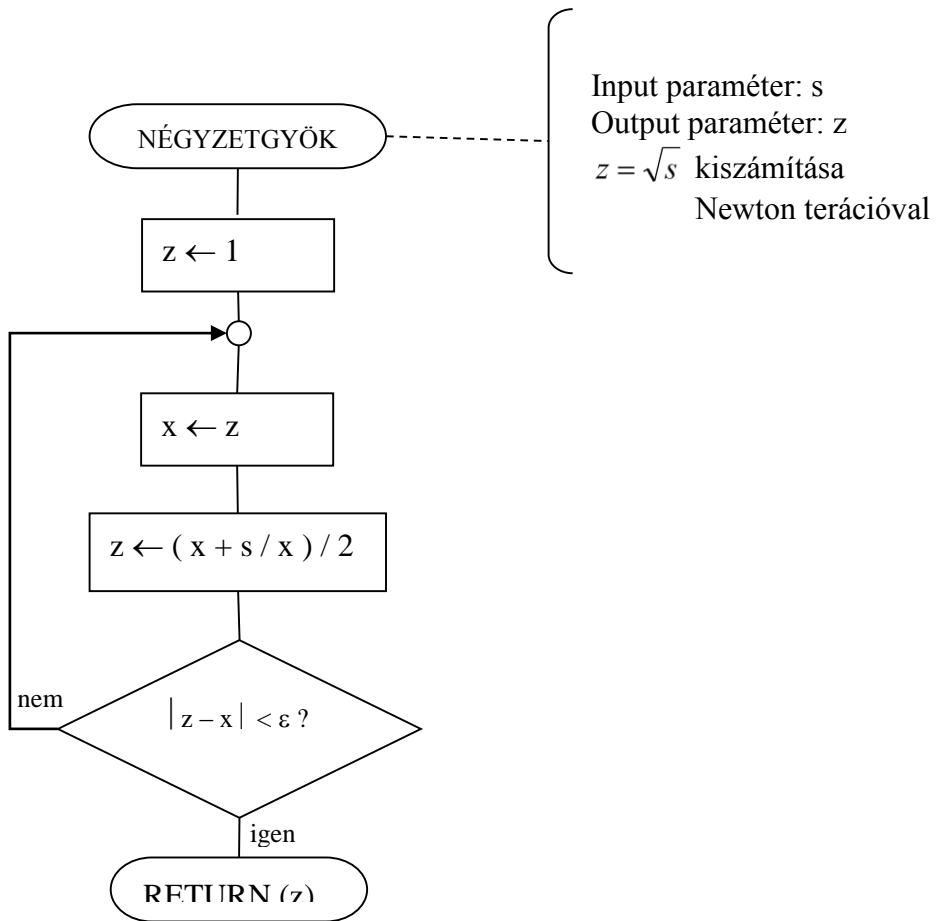 NÉGYZETGYÖK
Input paraméter: s
Output paraméter: z
z = √s kiszámítása
Newton terációval
z ← 1
x ← z
z ← ( x + s / x ) / 2
nem
| z – x | < ε ?
igen
RETURN (z)